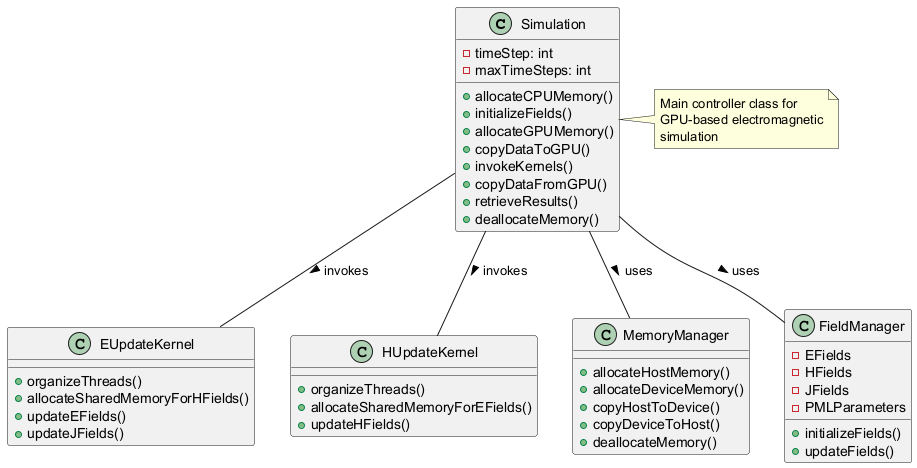 C Simulation
timeStep: int
maxTimeSteps: int
allocateCPUMemory()
initializeFields()
allocateGPUMemory()
copyDataToGPU()
invokeKernels()
copyDataFromGPU()
retrieveResults()
deallocateMemory()
Main controller class for
GPU-based electromagnetic
simulation
invokes
invokes
uses
uses
C EUpdateKernel
organizeThreads()
allocateSharedMemoryForHFields()
updateEFields()
updateJFields()
C HUpdateKernel
organizeThreads()
allocateSharedMemoryForEFields()
updateHFields()
C MemoryManager
allocateHostMemory()
allocateDeviceMemory()
copyHostToDevice()
copyDeviceToHost()
deallocateMemory()
C FieldManager
EFields
HFields
JFields
PMLParameters
initializeFields()
updateFields()